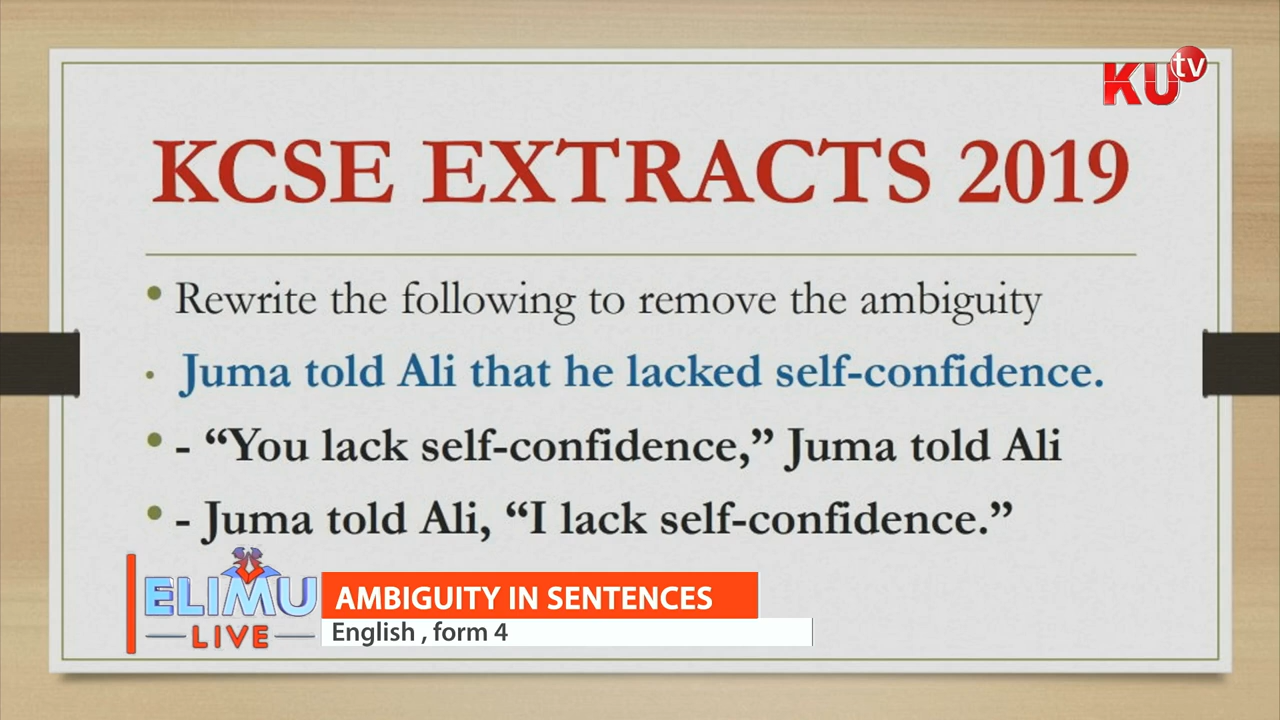 KU tv
KCSE EXTRACTS 2019
• Rewrite the following to remove the ambiguity
• Juma told Ali that he lacked self-confidence.
• - “You lack self-confidence,” Juma told Ali
• - Juma told Ali, “I lack self-confidence.”
ELIMU
LIVE
AMBIGUITY IN SENTENCES
English , form 4